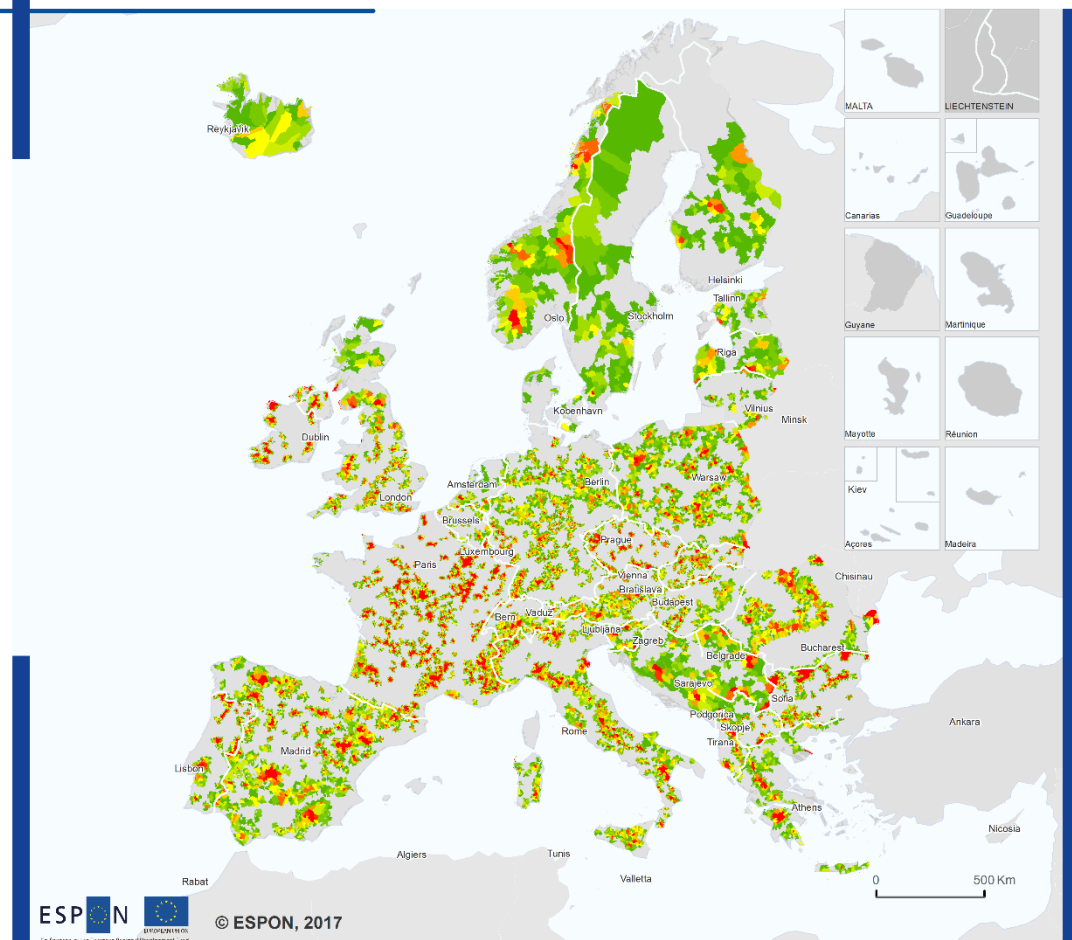 MALTA
LIECHTENSTEIN
Reykjavik
Canarias
Guadeloupe
Guyane
Martinique
Mayotte
Réunion
Kiev
Açores
Madeira
Helsinki
Tallinn
Oslo
Stockholm
Riga
Kobenhavn
Vilnius
Minsk
Dublin
Amsterdam
Berlin
Warsaw
London
Brussels
Luxembourg
Prague
Paris
Vienna
Bratislava
Chisinau
Budapest
Bern
Vaduz
Ljubljana
Zagreb
Belgrade
Bucharest
Sarajevo
Sofia
Podgorica
Skopje
Tirana
Rome
Madrid
Lisbon
Ankara
Athens
Nicosia
Algiers
Tunis
Valletta
Rabat
0 500 Km
ESPON
EUROPEAN UNION
© ESPON, 2017